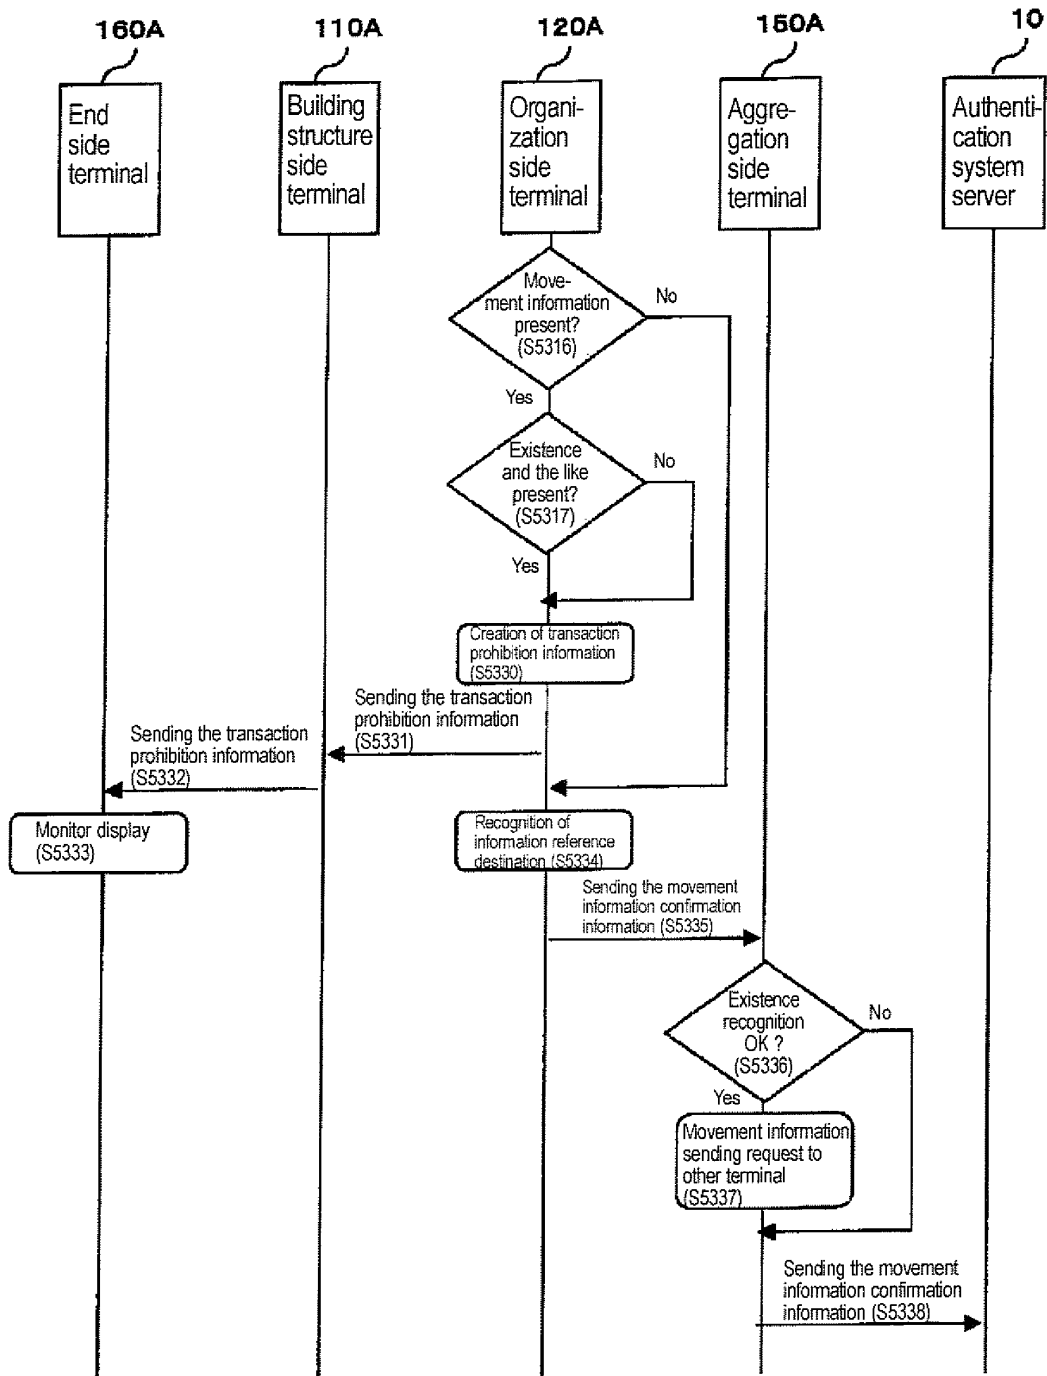 160A
110A
120A
150A
10
End
side
terminal
Building
structure
side
terminal
Organi-
zation
side
terminal
Aggre-
gation
side
terminal
Authenti-
cation
system
server
Move-
ment information
present?
(S5316)
No
Yes
Existence
and the like
present?
(S5317)
No
Yes
Creation of transaction
prohibition information
(S5330)
Sending the transaction
prohibition information
(S5331)
Sending the transaction
prohibition information
(S5332)
Monitor display
(S5333)
Recognition of
information reference
destination (S5334)
Sending the movement
information confirmation
information (S5335)
Existence
recognition
OK ?
(S5336)
No
Yes
Movement information
sending request to
other terminal
(S5337)
Sending the movement
information confirmation
information (S5338)